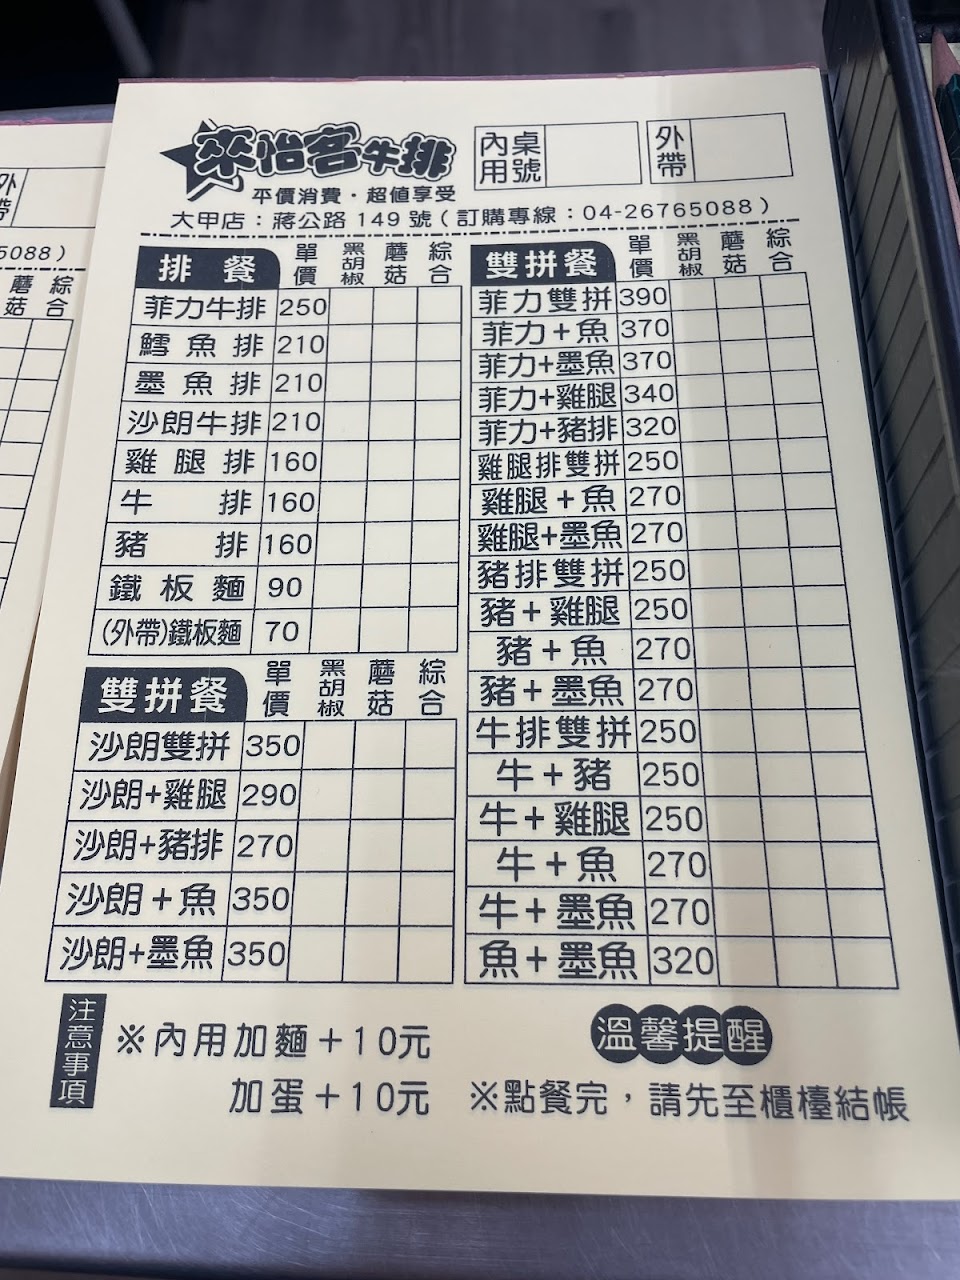 來怡客牛排
平價消費・超值享受
內用 桌號
外帶
大甲店：蔣公路 149 號（訂購專線：04-26765088）
排餐 單價 黑胡椒 蘑菇 綜合
菲力牛排 250
鱈魚排 210
墨魚排 210
沙朗牛排 210
雞腿排 160
牛排 160
豬排 160
鐵板麵 90
(外帶)鐵板麵 70
雙拼餐 單價 黑胡椒 蘑菇 綜合
沙朗雙拼 350
沙朗+雞腿 290
沙朗+豬排 270
沙朗+魚 350
沙朗+墨魚 350
雙拼餐 單價 黑胡椒 蘑菇 綜合
菲力雙拼 390
菲力+魚 370
菲力+墨魚 370
菲力+雞腿 340
菲力+豬排 320
雞腿排雙拼 250
雞腿+魚 270
雞腿+墨魚 270
豬排雙拼 250
豬+雞腿 250
豬+魚 270
豬+墨魚 270
牛排雙拼 250
牛+豬 250
牛+雞腿 250
牛+魚 270
牛+墨魚 270
魚+墨魚 320
注意事項
※內用加麵+10元
加蛋+10元
溫馨提醒
※點餐完，請先至櫃檯結帳
外帶
5088）
蘑菇 綜合